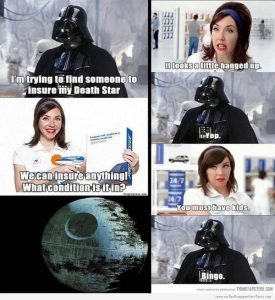 I'm trying to find someone to
insure my Death Star
We can insure anything!
What condition is it in?
It looks a little banged up.
Yep.
You must have kids.
Bingo.